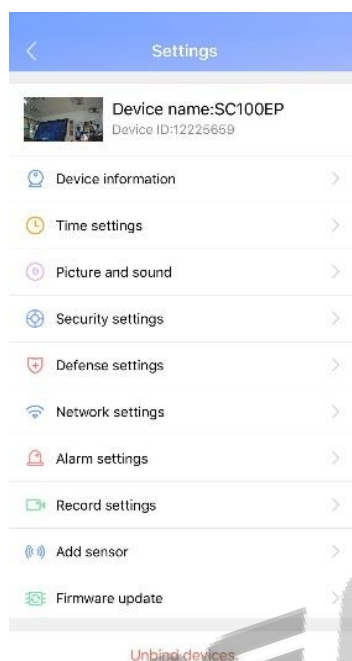 Settings
Device name:SC100EP
Device ID:12225659
Device information
Time settings
Picture and sound
Security settings
Defense settings
Network settings
Alarm settings
Record settings
Add sensor
Firmware update
Unbind devices.